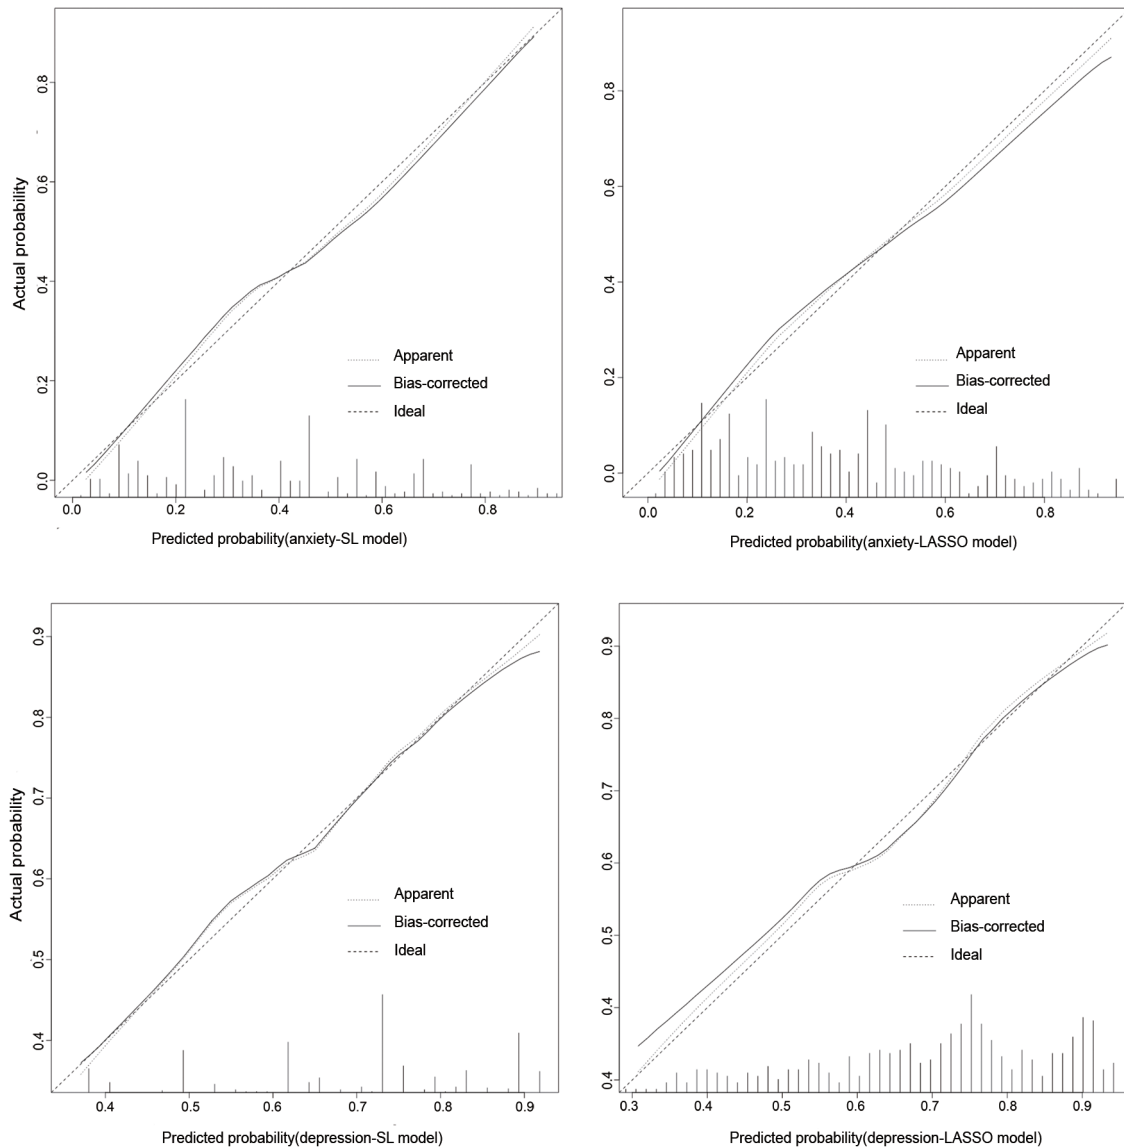 Actual probability
0.8
0.6
0.4
0.2
0.0
Apparent
Bias-corrected
Ideal
0.0 0.2 0.4 0.6 0.8
Predicted probability(anxiety-SL model)
0.8
0.6
0.4
0.2
0.0
Apparent
Bias-corrected
Ideal
0.0 0.2 0.4 0.6 0.8
Predicted probability(anxiety-LASSO model)
Actual probability
0.9
0.8
0.7
0.6
0.5
0.4
Apparent
Bias-corrected
Ideal
0.4 0.5 0.6 0.7 0.8 0.9
Predicted probability(depression-SL model)
0.9
0.8
0.7
0.6
0.5
0.4
0.4
Apparent
Bias-corrected
Ideal
0.3 0.4 0.5 0.6 0.7 0.8 0.9
Predicted probability(depression-LASSO model)